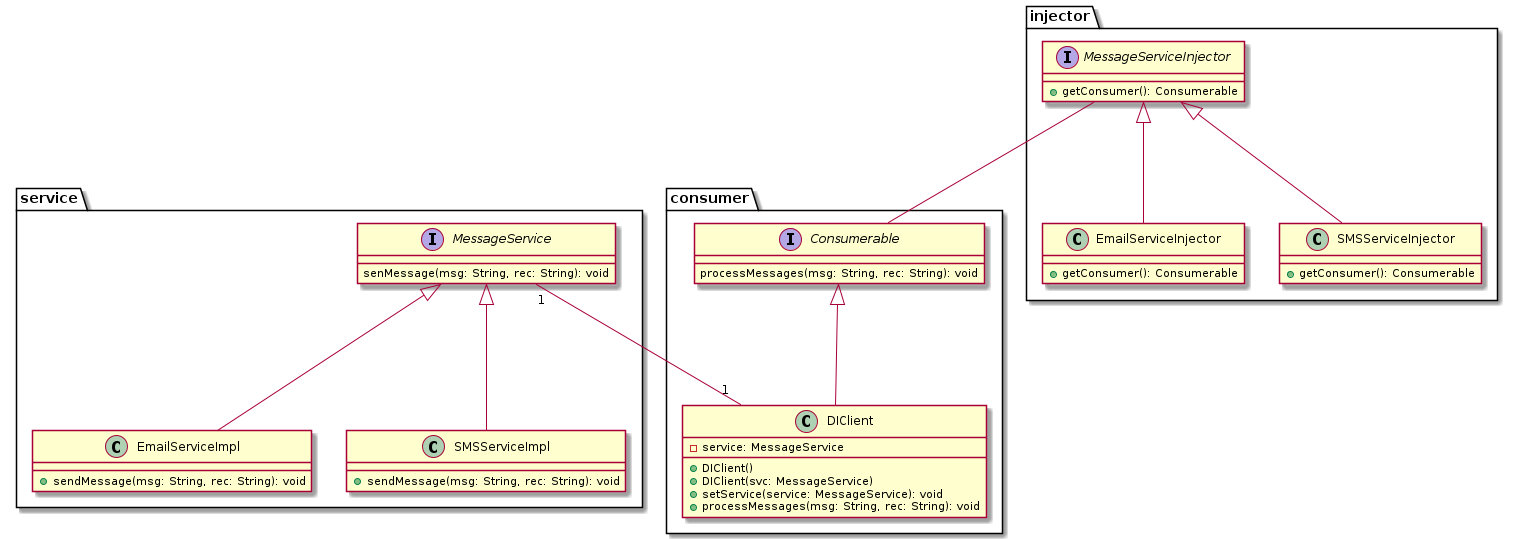 injector
I MessageServiceInjector
getConsumer(): Consumerable
I MessageService
senMessage(msg: String, rec: String): void
service
consumer
I Consumerable
processMessages(msg: String, rec: String): void
C EmailServiceInjector
getConsumer(): Consumerable
C SMSServiceInjector
getConsumer(): Consumerable
1
1
C EmailServiceImpl
sendMessage(msg: String, rec: String): void
C SMSServiceImpl
sendMessage(msg: String, rec: String): void
C DIClient
service: MessageService
DIClient()
DIClient(svc: MessageService)
setService(service: MessageService): void
processMessages(msg: String, rec: String): void